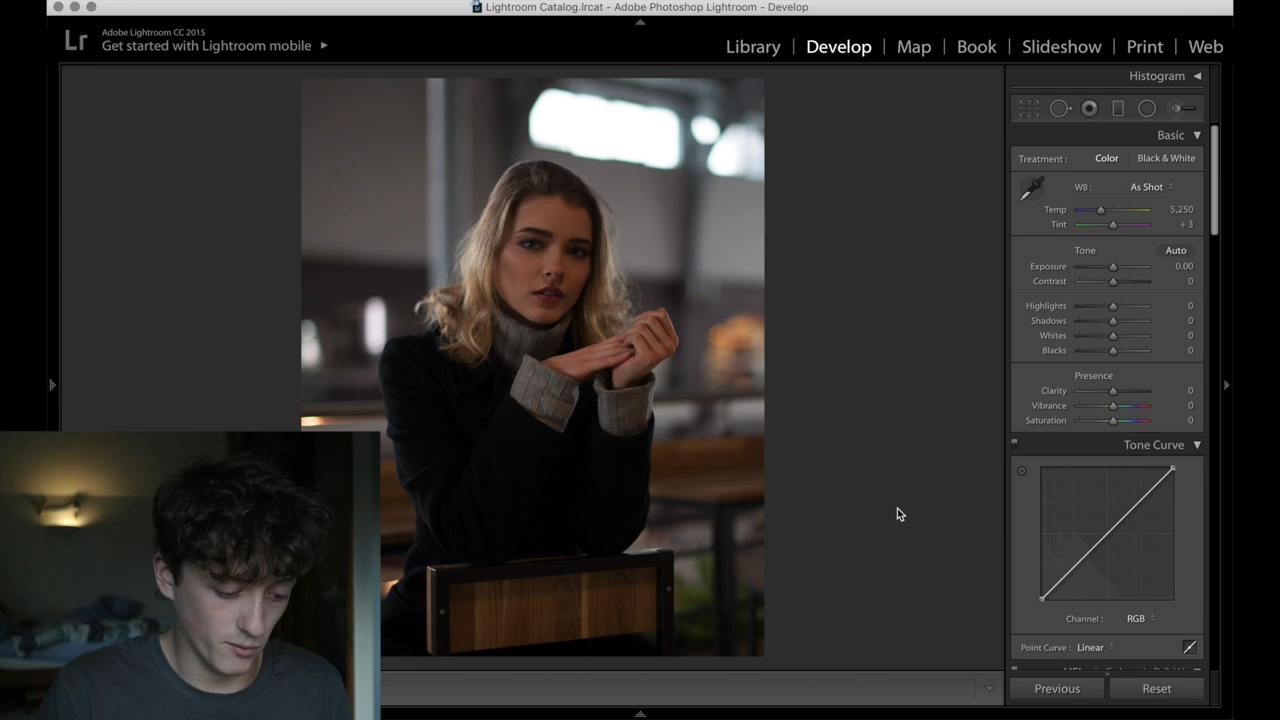 Lightroom Catalog.lrcat - Adobe Photoshop Lightroom - Develop
Lr
Adobe Lightroom CC 2015
Get started with Lightroom mobile
Library | Develop | Map | Book | Slideshow | Print | Web
Histogram
Basic
Treatment : Color Black & White
WB : As Shot
Temp 5,250
Tint + 3
Tone Auto
Exposure 0.00
Contrast 0
Highlights 0
Shadows 0
Whites 0
Blacks 0
Presence
Clarity 0
Vibrance 0
Saturation 0
Tone Curve
Channel : RGB
Point Curve : Linear
Previous Reset